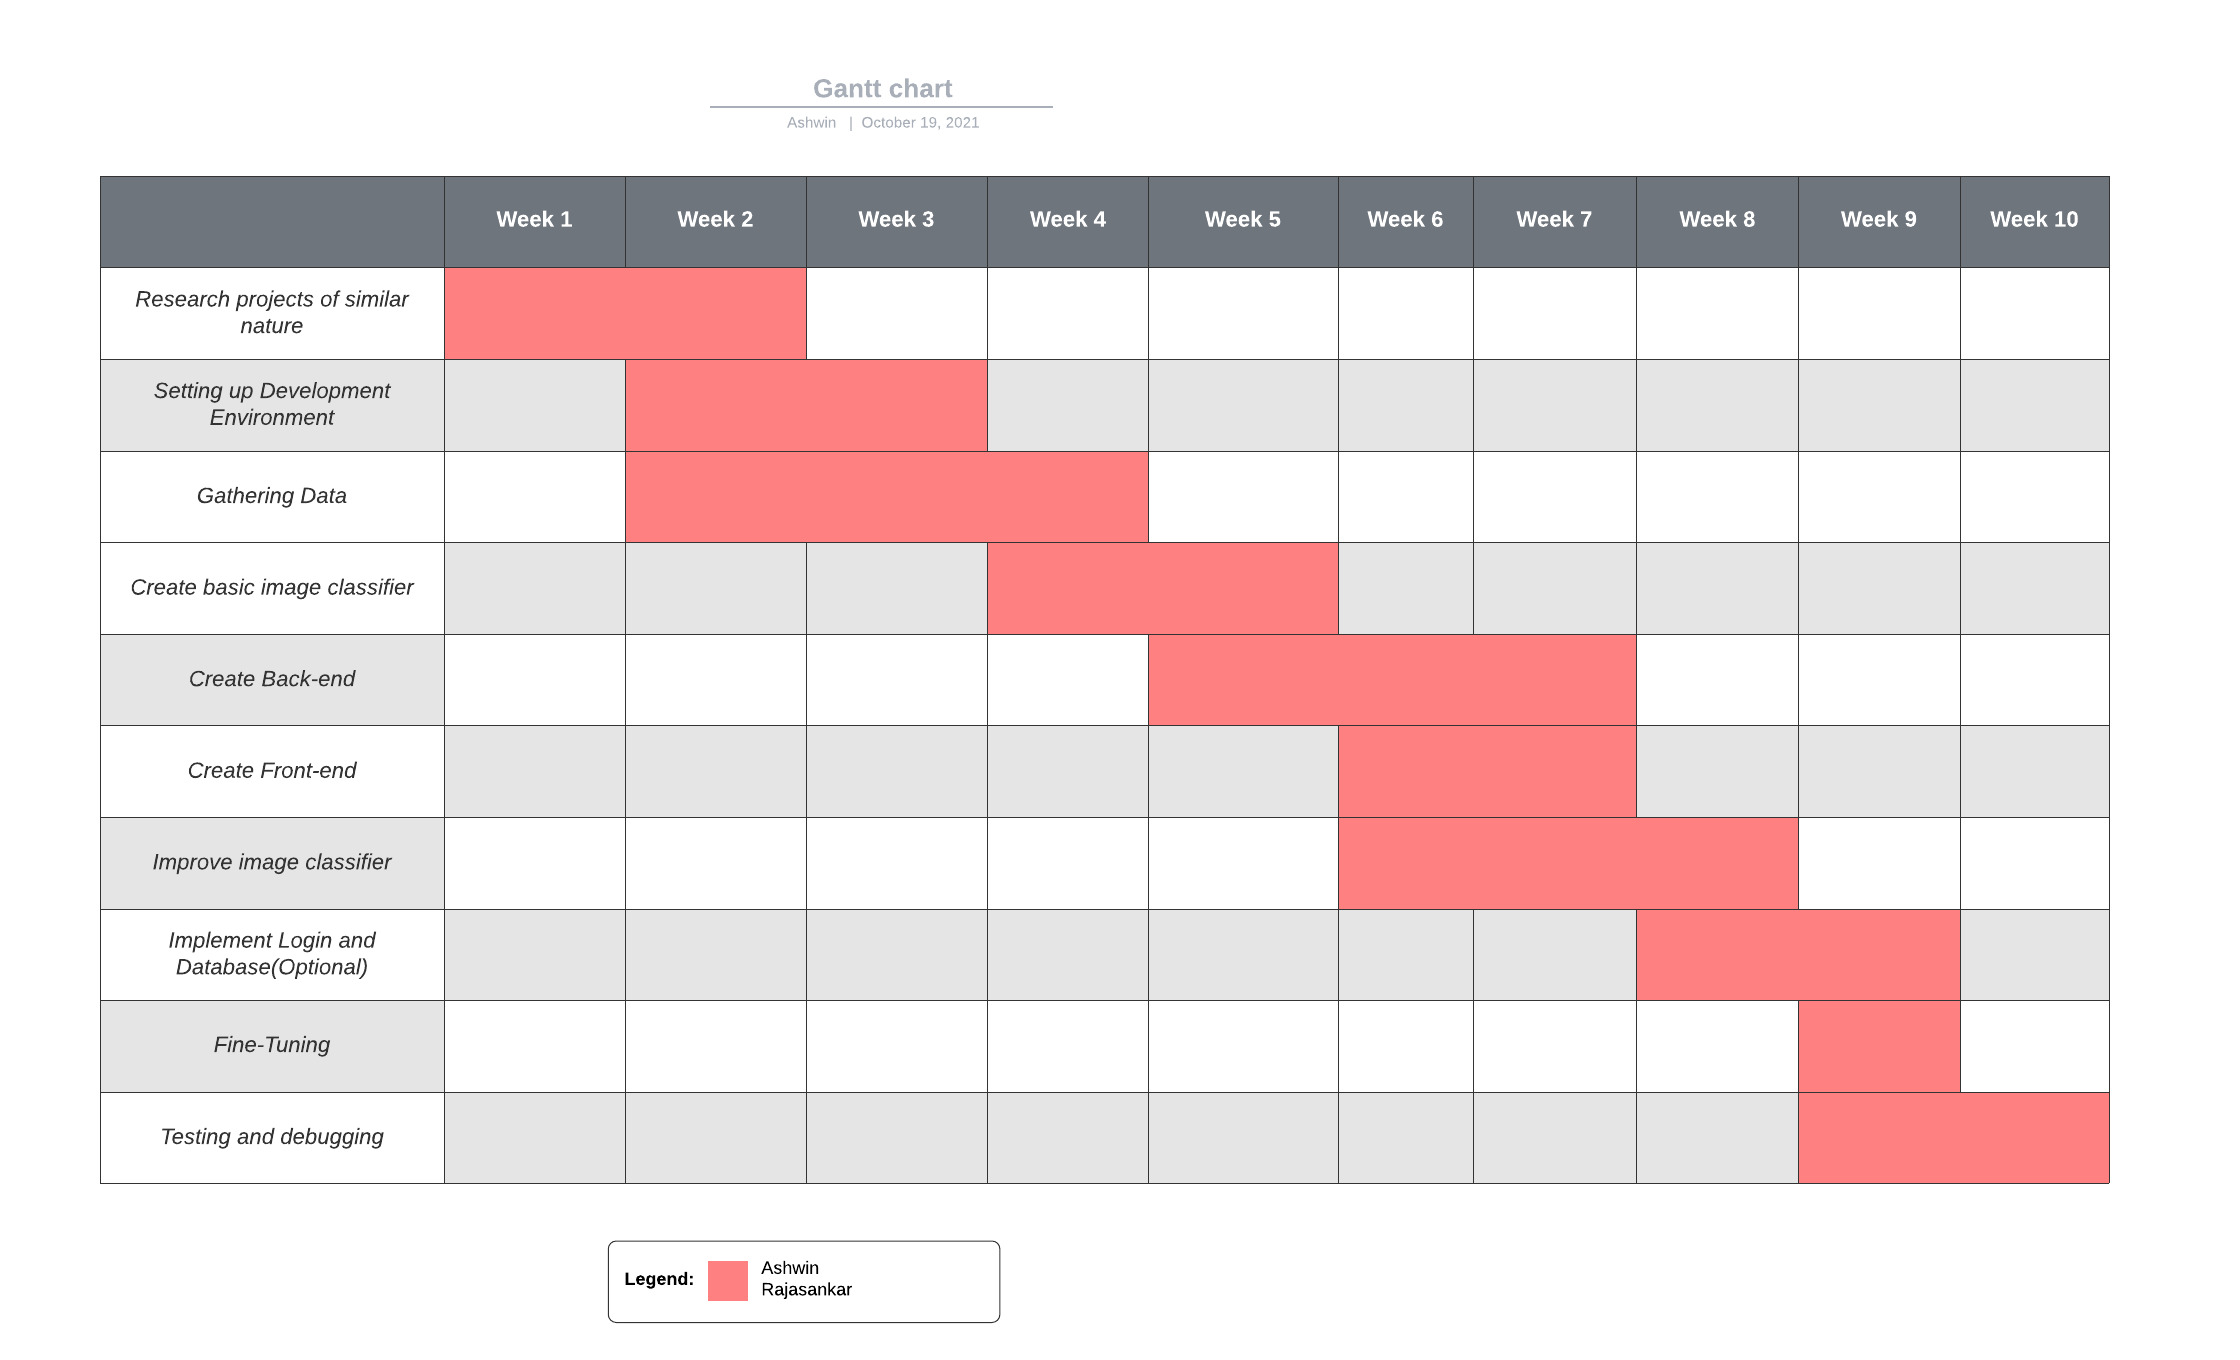 Gantt chart
Ashwin | October 19, 2021
Week 1 Week 2 Week 3 Week 4 Week 5 Week 6 Week 7 Week 8 Week 9 Week 10
Research projects of similar
nature
Setting up Development
Environment
Gathering Data
Create basic image classifier
Create Back-end
Create Front-end
Improve image classifier
Implement Login and
Database(Optional)
Fine-Tuning
Testing and debugging
Legend:
Ashwin
Rajasankar